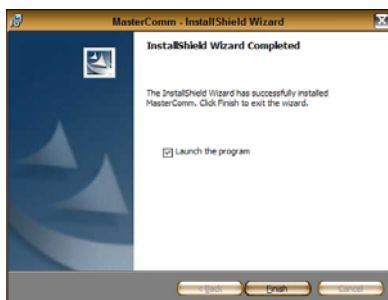 MasterComm - InstallShield Wizard
InstallShield Wizard Completed
The InstallShield Wizard has successfully installed
MasterComm. Click Finish to exit the wizard.
Launch the program
< Back
Finish
Cancel